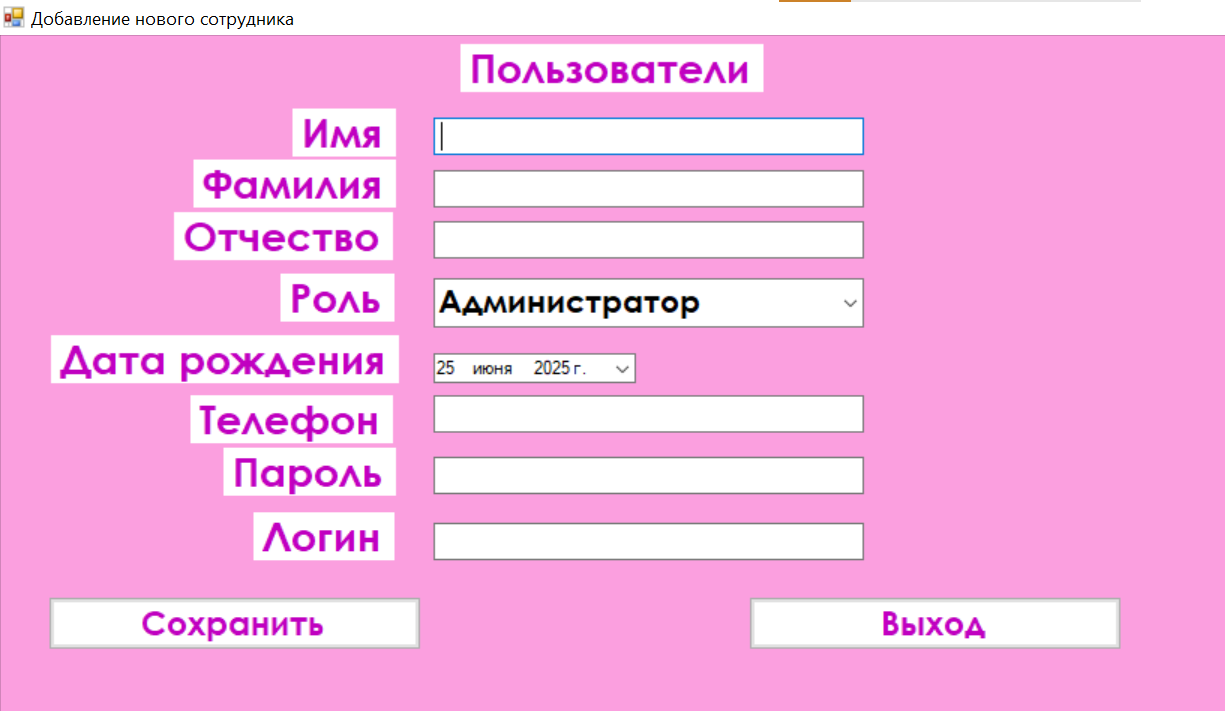 Добавление нового сотрудника
Пользователи
Имя
Фамилия
Отчество
Роль
Администратор
Дата рождения
25 июня 2025 г.
Телефон
Пароль
Логин
Сохранить
Выход